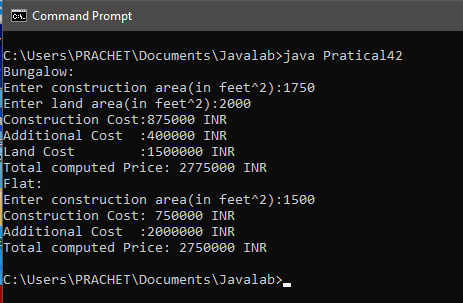 Command Prompt
C:\Users\PRACHET\Documents\Javalab>java Pratical42
Bungalow:
Enter construction area(in feet^2):1750
Enter land area(in feet^2):2000
Construction Cost:875000 INR
Additional Cost  :400000 INR
Land Cost        :1500000 INR
Total computed Price: 2775000 INR
Flat:
Enter construction area(in feet^2):1500
Construction Cost: 750000 INR
Additional Cost  :2000000 INR
Total computed Price: 2750000 INR
C:\Users\PRACHET\Documents\Javalab>